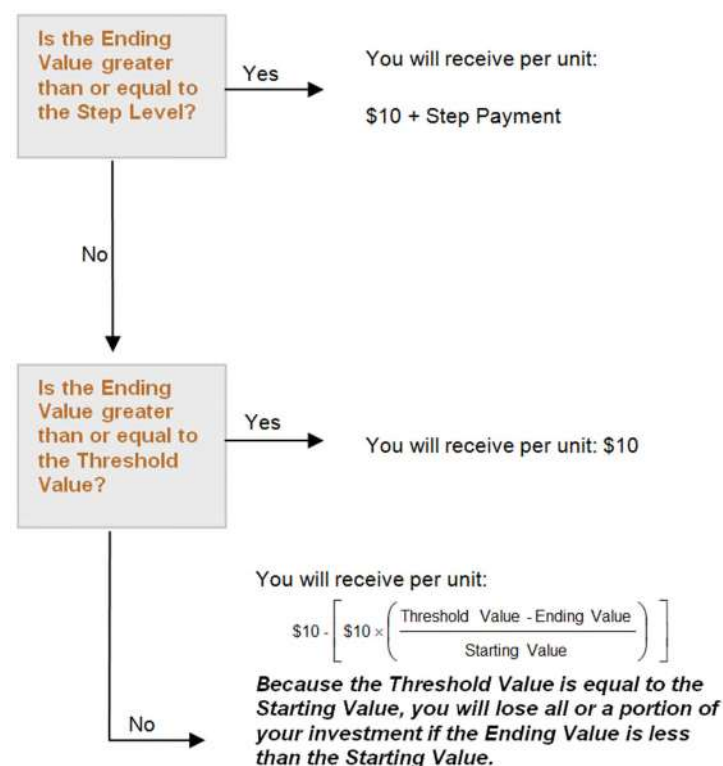 Is the Ending
Value greater
than or equal to
the Step Level?
Yes
You will receive per unit:
$10 + Step Payment
No
Is the Ending
Value greater
than or equal to
the Threshold
Value?
Yes
You will receive per unit: $10
You will receive per unit:
$10 - [ $10 × ( Threshold Value - Ending Value
Starting Value ) ]
Because the Threshold Value is equal to the
Starting Value, you will lose all or a portion of
your investment if the Ending Value is less
than the Starting Value.
No